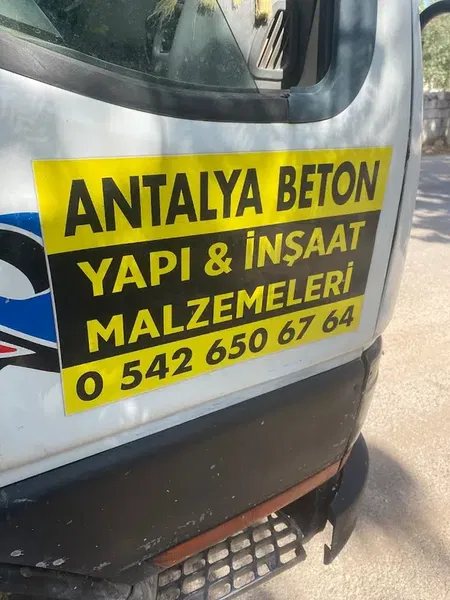 ANTALYA BETON
YAPI & İNŞAAT
MALZEMELERİ
0 542 650 67 64